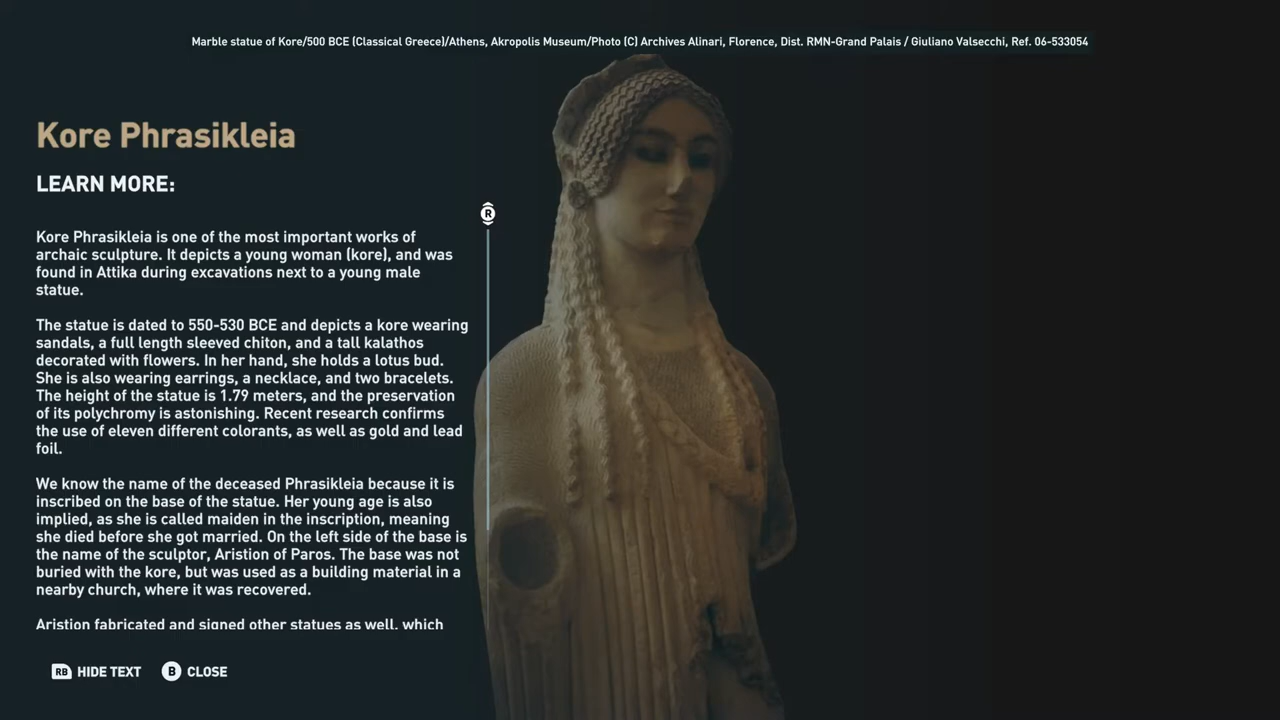 Marble statue of Kore/500 BCE (Classical Greece)/Athens, Akropolis Museum/Photo (C) Archives Alinari, Florence, Dist. RMN-Grand Palais / Giuliano Valsecchi, Ref. 06-533054
Kore Phrasikleia
LEARN MORE:
R
Kore Phrasikleia is one of the most important works of
archaic sculpture. It depicts a young woman (kore), and was
found in Attika during excavations next to a young male
statue.
The statue is dated to 550-530 BCE and depicts a kore wearing
sandals, a full length sleeved chiton, and a tall kalathos
decorated with flowers. In her hand, she holds a lotus bud.
She is also wearing earrings, a necklace, and two bracelets.
The height of the statue is 1.79 meters, and the preservation
of its polychromy is astonishing. Recent research confirms
the use of eleven different colorants, as well as gold and lead
foil.
We know the name of the deceased Phrasikleia because it is
inscribed on the base of the statue. Her young age is also
implied, as she is called maiden in the inscription, meaning
she died before she got married. On the left side of the base is
the name of the sculptor, Aristion of Paros. The base was not
buried with the kore, but was used as a building material in a
nearby church, where it was recovered.
Aristion fabricated and signed other statues as well, which
RB HIDE TEXT B CLOSE